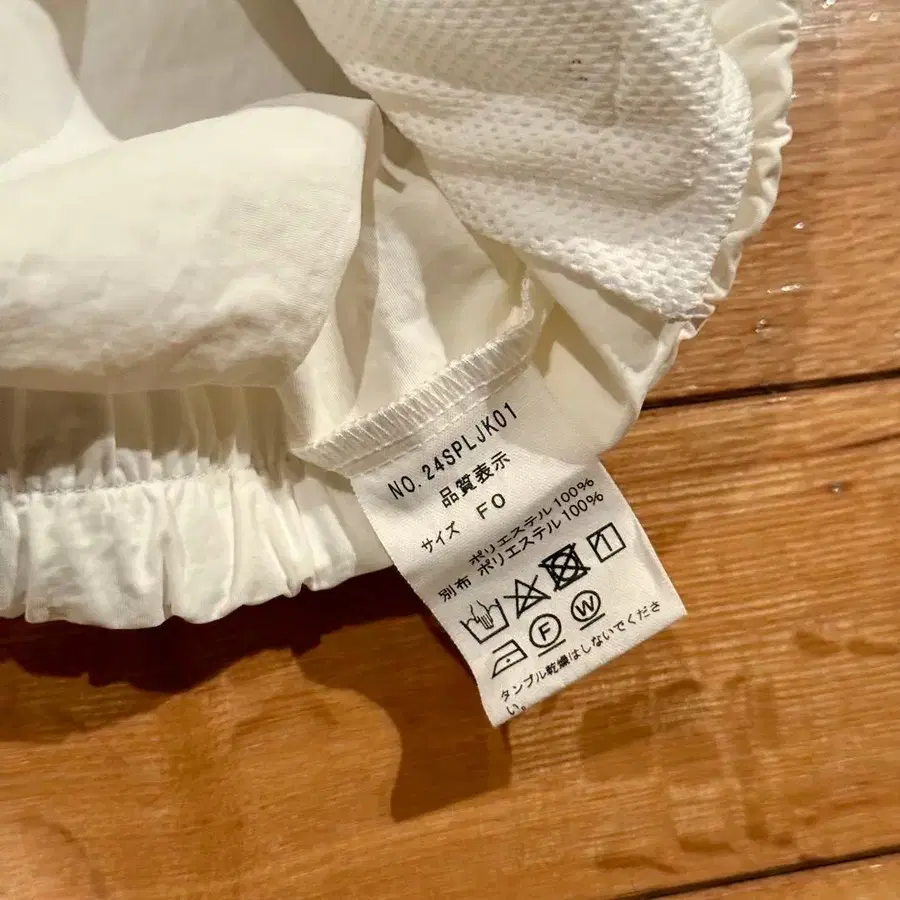 NO.24SPLJK01
品質表示
サイズ F0
ポリエステル100%
別布 ポリエステル100%
F W
タンブル乾燥はしないでくださ
い。